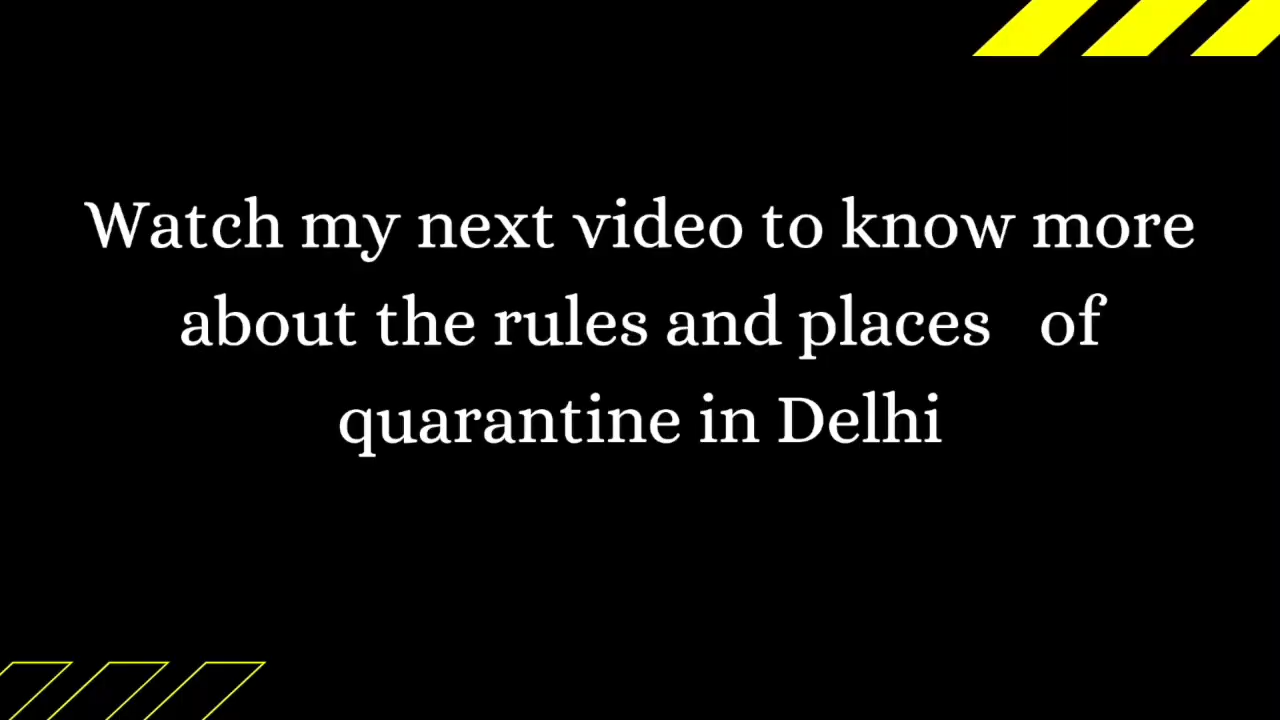 Watch my next video to know more
about the rules and places   of
quarantine in Delhi